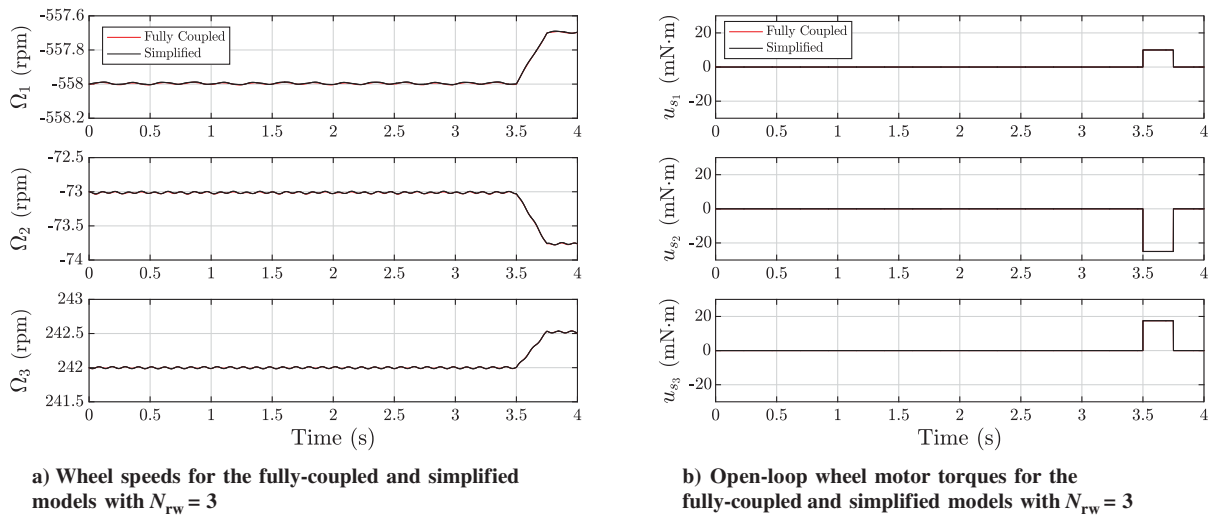 -557.6
-557.8
-558
-558.2
Ω1 (rpm)
Fully Coupled
Simplified
0 0.5 1 1.5 2 2.5 3 3.5 4
-72.5
-73
-73.5
-74
Ω2 (rpm)
0 0.5 1 1.5 2 2.5 3 3.5 4
243
242.5
242
241.5
Ω3 (rpm)
0 0.5 1 1.5 2 2.5 3 3.5 4
Time (s)
a) Wheel speeds for the fully-coupled and simplified
models with Nrw = 3
20
0
-20
us1 (mN·m)
Fully Coupled
Simplified
0 0.5 1 1.5 2 2.5 3 3.5 4
20
0
-20
us2 (mN·m)
0 0.5 1 1.5 2 2.5 3 3.5 4
20
0
-20
us3 (mN·m)
0 0.5 1 1.5 2 2.5 3 3.5 4
Time (s)
b) Open-loop wheel motor torques for the
fully-coupled and simplified models with Nrw = 3